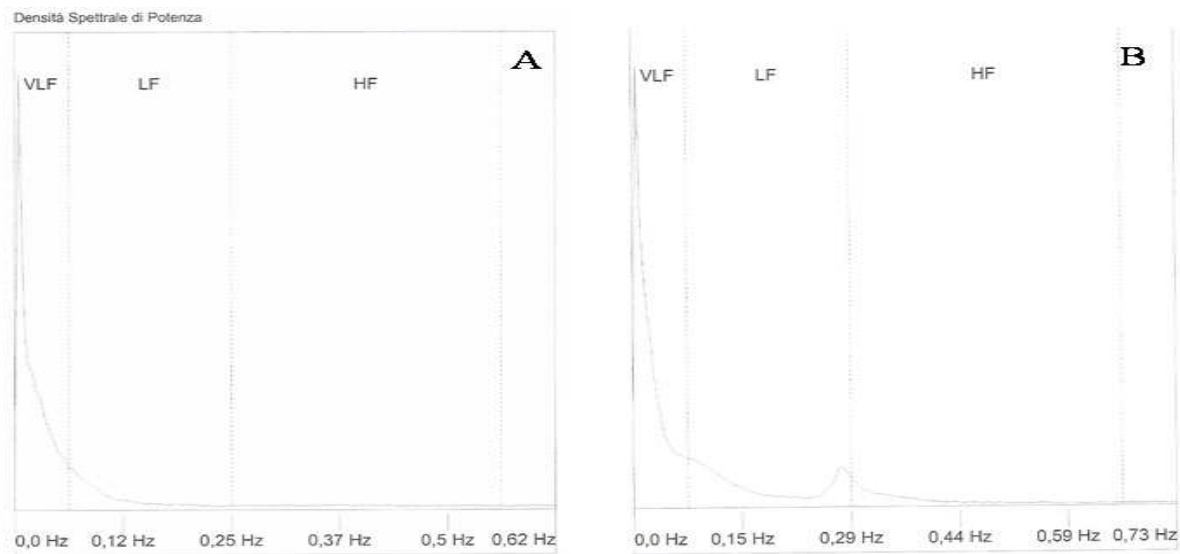 Densità Spettrale di Potenza
A
VLF LF HF
0,0 Hz 0,12 Hz 0,25 Hz 0,37 Hz 0,5 Hz 0,62 Hz
B
VLF LF HF
0,0 Hz 0,15 Hz 0,29 Hz 0,44 Hz 0,59 Hz 0,73 Hz